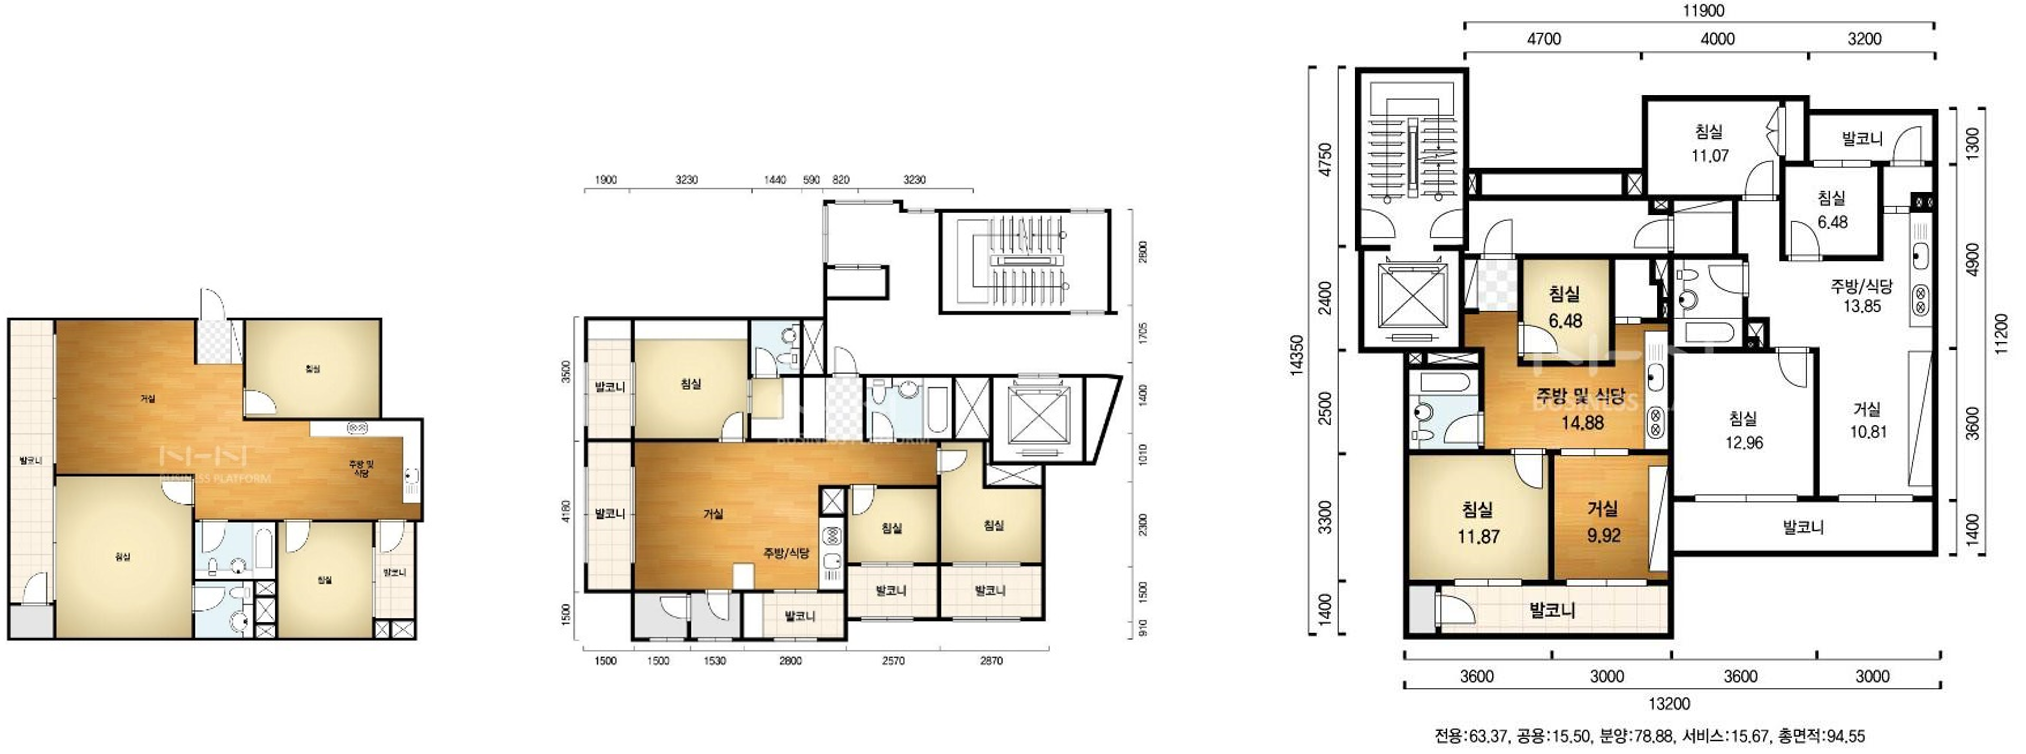 침실
거실
발코니
주방 및
식당
침실
침실
발코니
BUSINESS PLATFORM
1900 3230 1440 590 820 3230
2800
1705
1400
1010
2300
1500
910
3500
4180
1500
발코니
침실
발코니
거실
주방/식당
침실
침실
발코니
발코니
발코니
BUSINESS PLATFORM
1500 1500 1530 2800 2570 2870
11900
4700 4000 3200
4750
2400
14350
2500
3300
1400
1300
4900
11200
3600
1400
침실
11.07
발코니
침실
6.48
주방/식당
13.85
침실
6.48
주방 및 식당
14.88
침실
12.96
거실
10.81
침실
11.87
거실
9.92
발코니
발코니
3600 3000 3600 3000
13200
전용:63.37, 공용:15.50, 분양:78.88, 서비스:15.67, 총면적:94.55